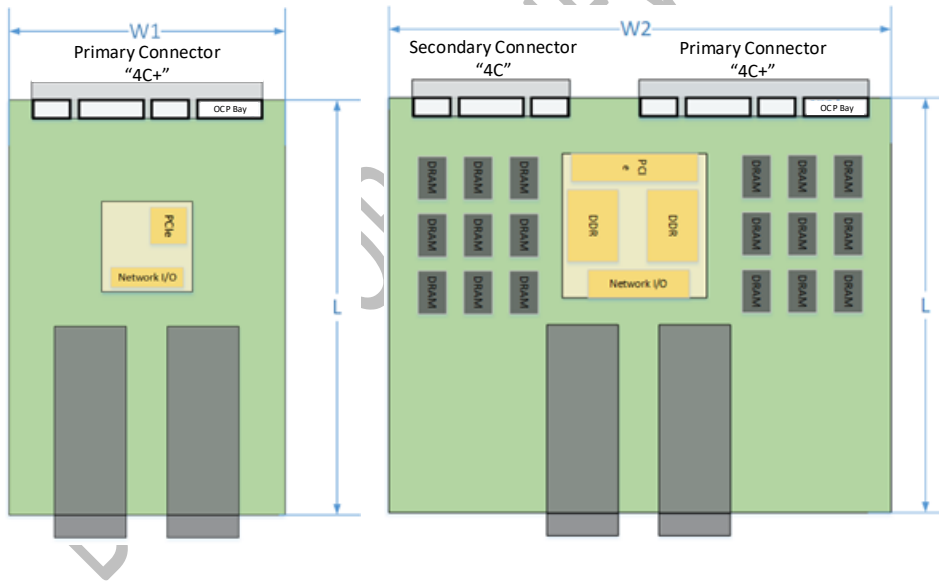 W1
Primary Connector
“4C+”
OCP Bay
PCIe
Network I/O
L
W2
Secondary Connector
“4C”
Primary Connector
“4C+”
OCP Bay
DRAM DRAM DRAM
DRAM DRAM DRAM
DRAM DRAM DRAM
PCI
e
DDR DDR
Network I/O
DRAM DRAM DRAM
DRAM DRAM DRAM
DRAM DRAM DRAM
L